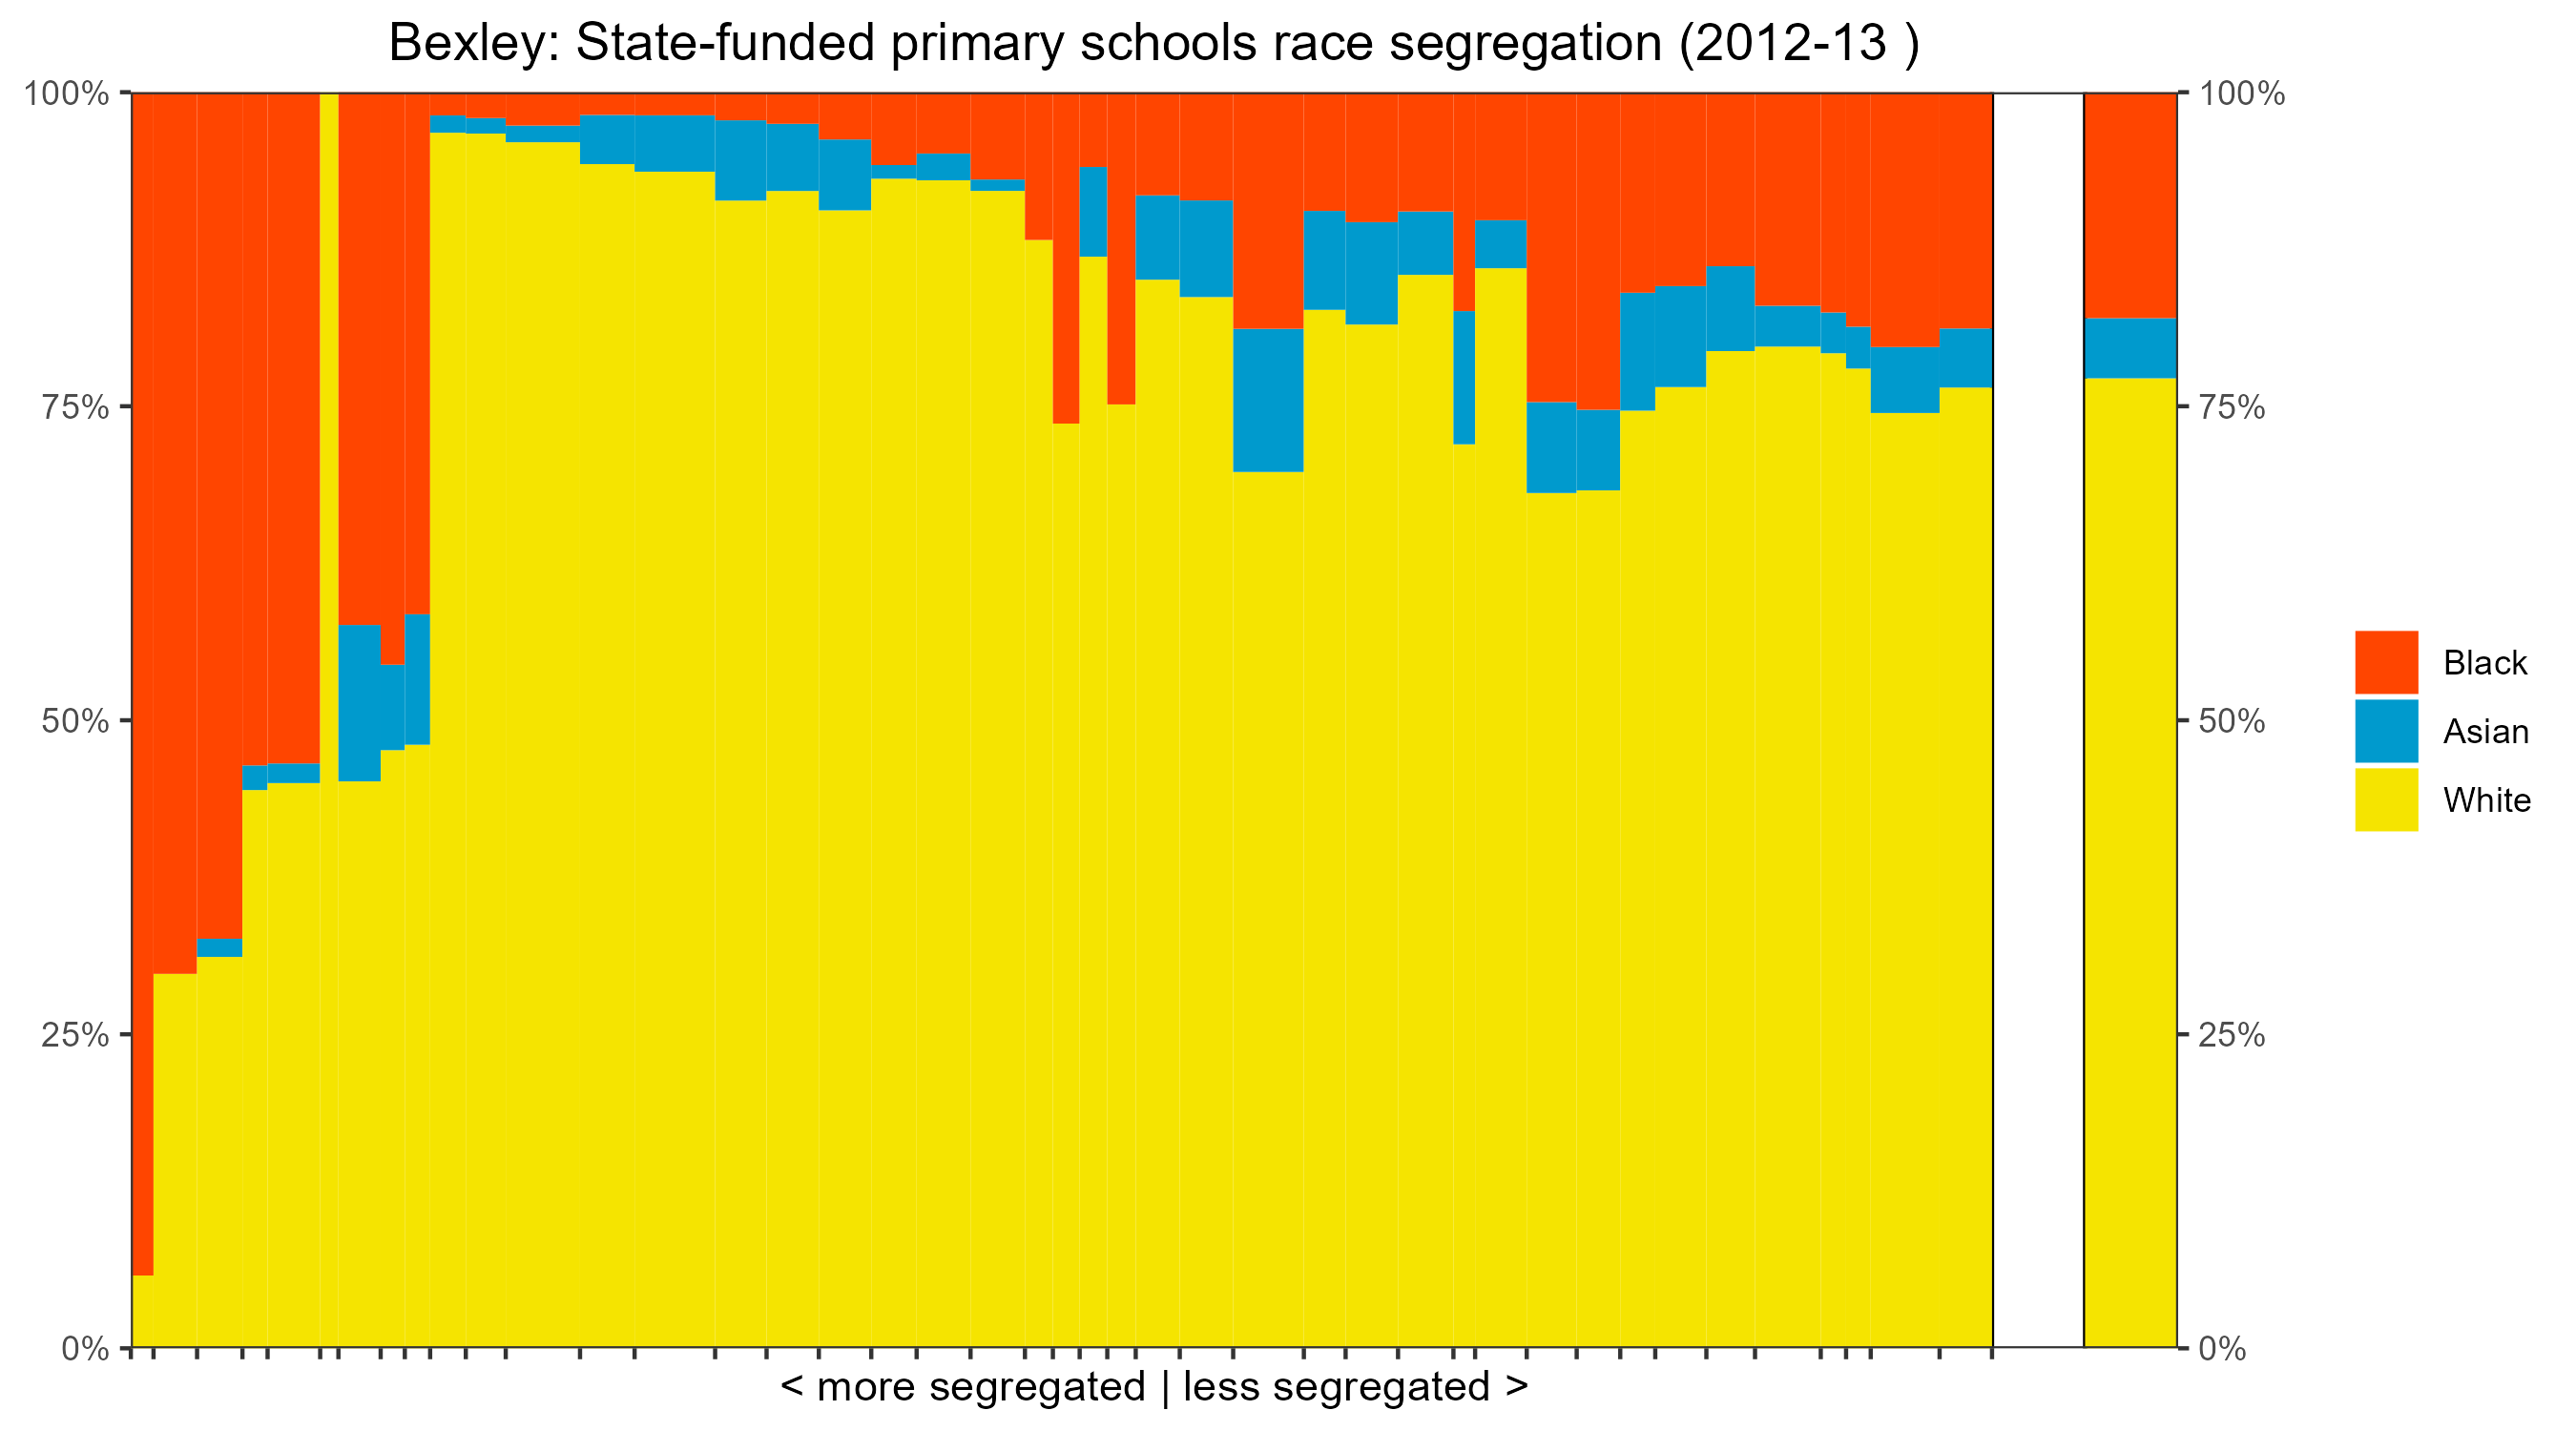 Bexley: State-funded primary schools race segregation (2012-13 )
100%
75%
50%
25%
0%
100%
75%
50%
25%
0%
Black
Asian
White
< more segregated | less segregated >